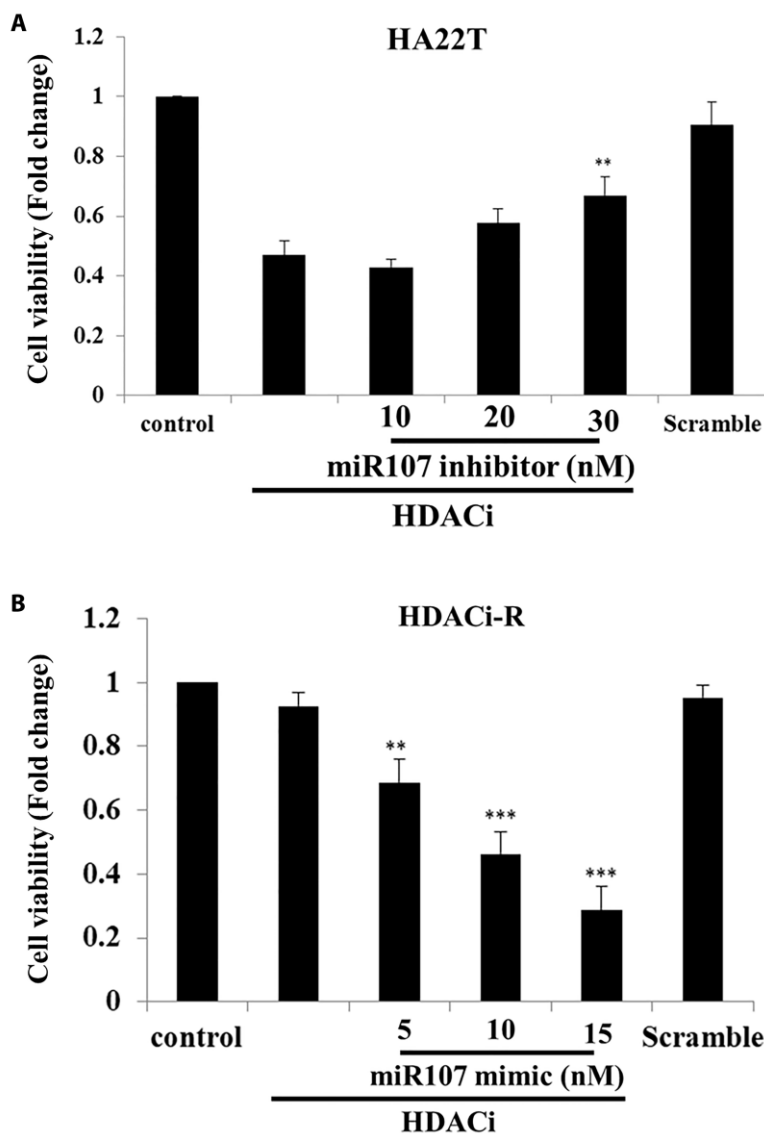 A
HA22T
Cell viability (Fold change)
1.2
1
0.8
0.6
0.4
0.2
0
**
control
10
20
30
Scramble
miR107 inhibitor (nM)
HDACi
B
HDACi-R
Cell viability (Fold change)
1.2
1
0.8
0.6
0.4
0.2
0
**
***
***
control
5
10
15
Scramble
miR107 mimic (nM)
HDACi